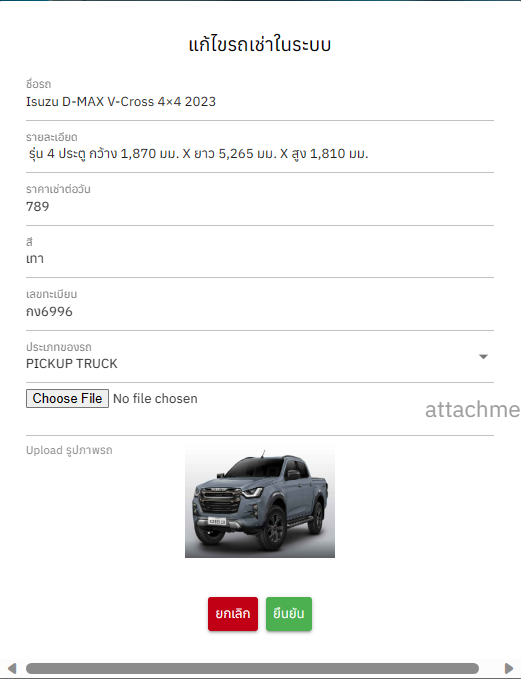 แก้ไขรถเช่าในระบบ
ชื่อรถ
Isuzu D-MAX V-Cross 4×4 2023
รายละเอียด
รุ่น 4 ประตู กว้าง 1,870 มม. X ยาว 5,265 มม. X สูง 1,810 มม.
ราคาเช่าต่อวัน
789
สี
เทา
เลขทะเบียน
กง6996
ประเภทของรถ
PICKUP TRUCK
Choose File No file chosen
attachme
Upload รูปภาพรถ
ยกเลิก ยืนยัน